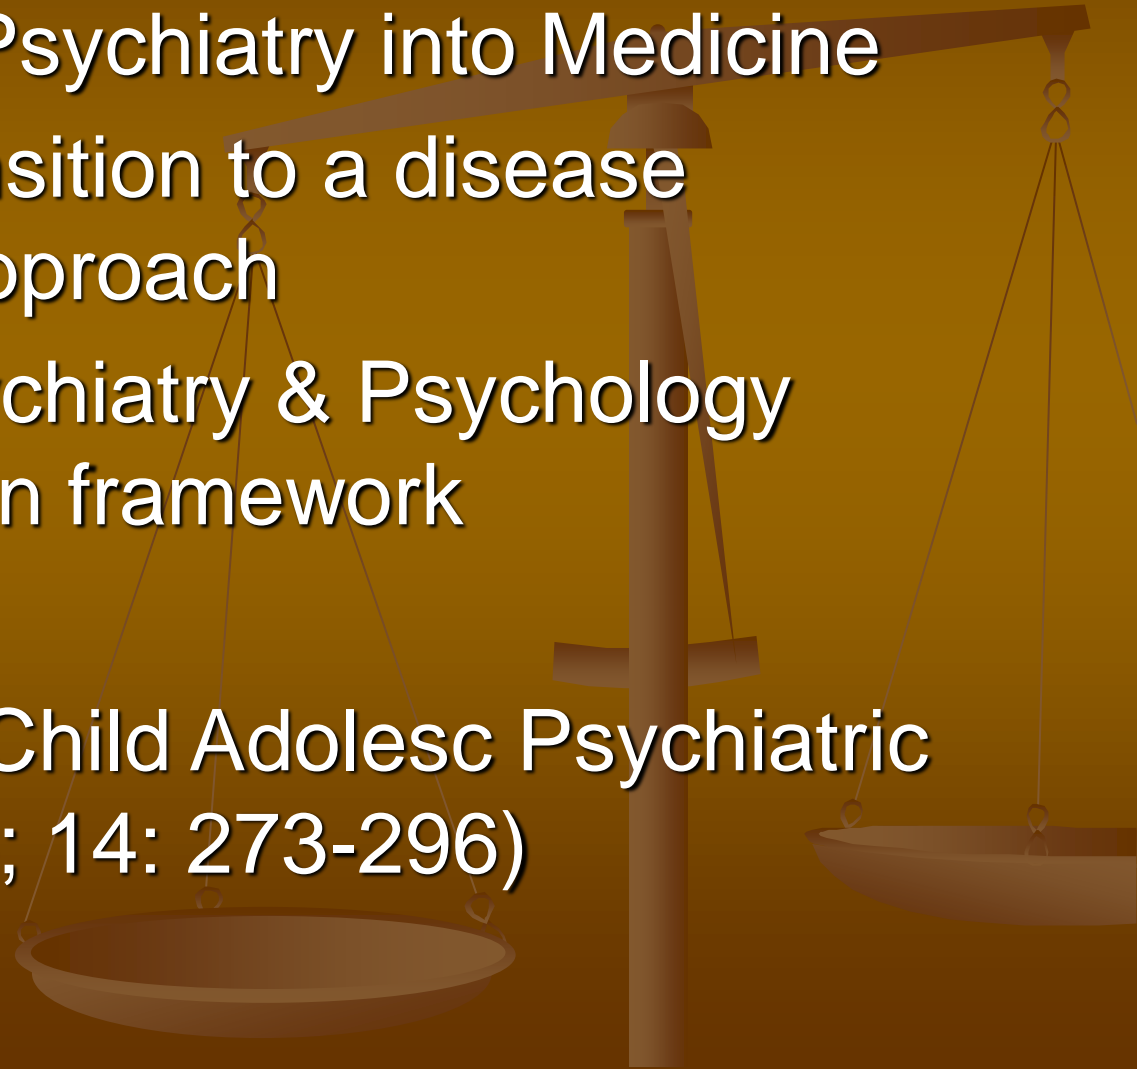 Psychiatry into Medicine
nsition to a disease
pproach
chiatry & Psychology
n framework
Child Adolesc Psychiatric
; 14: 273-296)